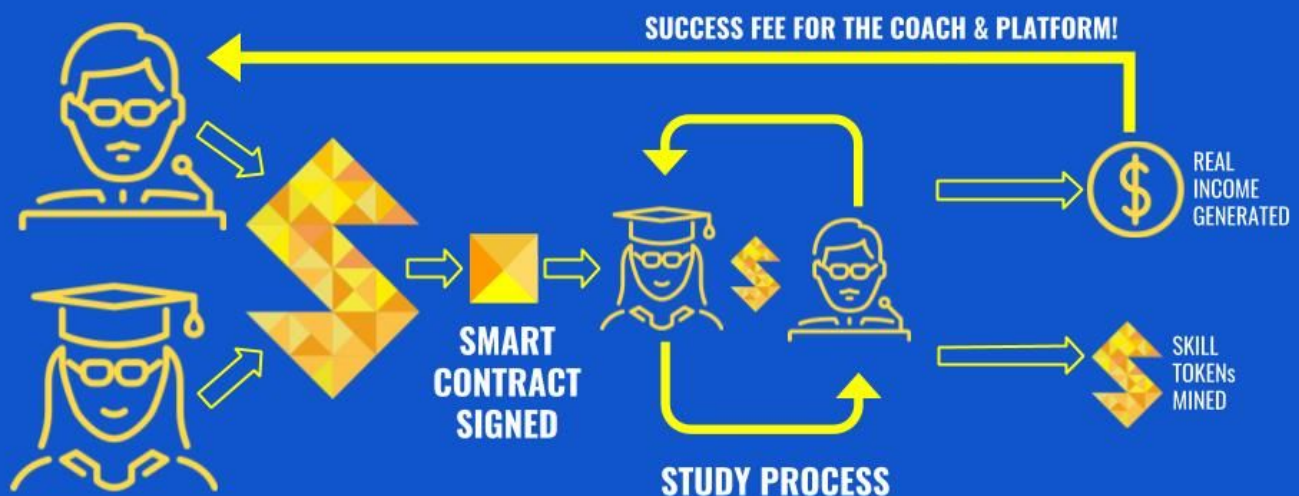 SUCCESS FEE FOR THE COACH & PLATFORM!
REAL
INCOME
GENERATED
SMART
CONTRACT
SIGNED
SKILL
TOKENs
MINED
STUDY PROCESS